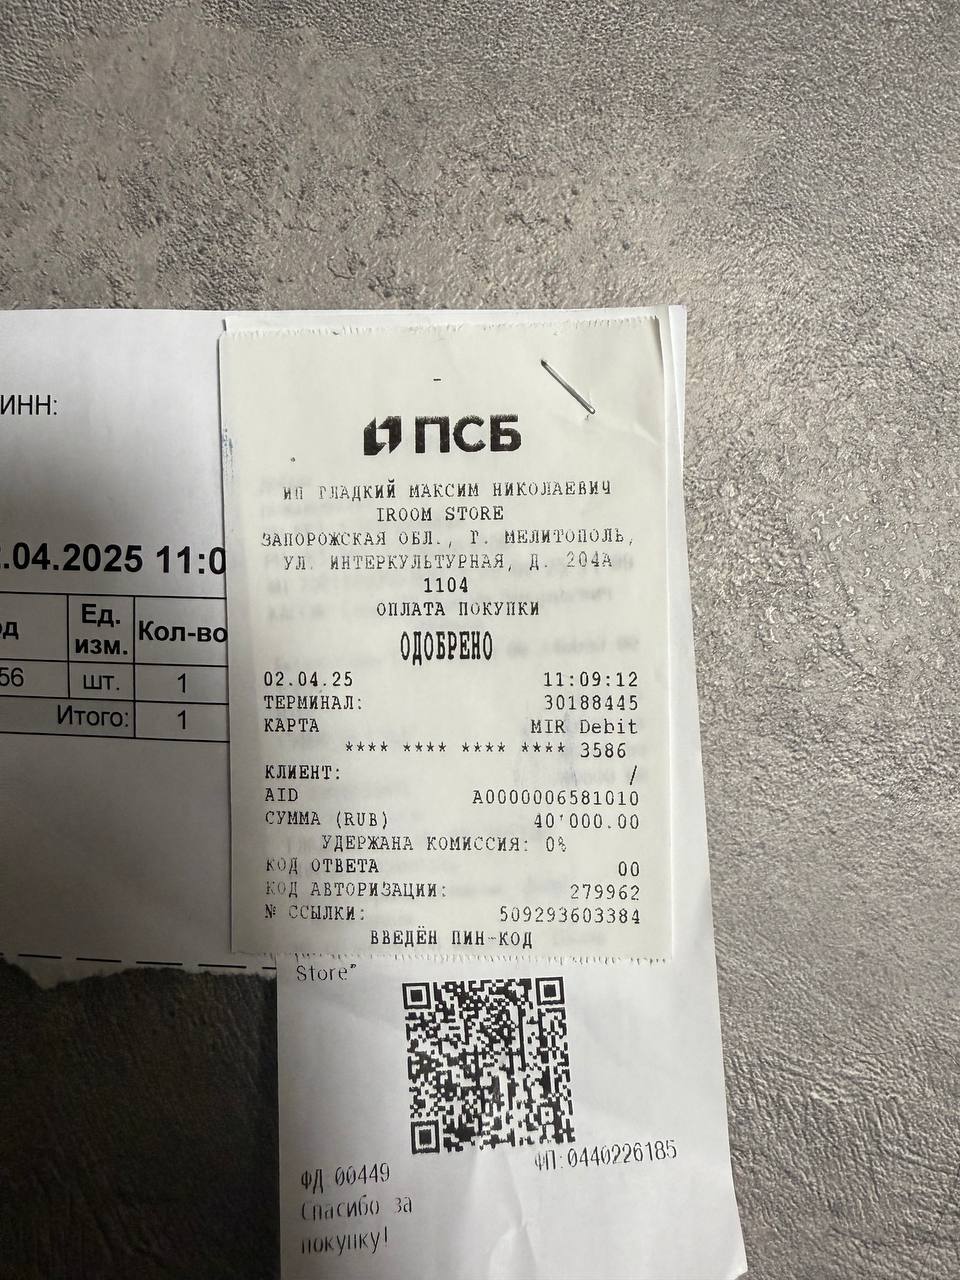 ИНН:
.04.2025 11:0
д Ед. изм. Кол-во
56 шт. 1
Итого: 1
ПСБ
ИП ГЛАДКИЙ МАКСИМ НИКОЛАЕВИЧ
IROOM STORE
ЗАПОРОЖСКАЯ ОБЛ., Г. МЕЛИТОПОЛЬ,
УЛ. ИНТЕРКУЛЬТУРНАЯ, Д. 204А
1104
ОПЛАТА ПОКУПКИ
ОДОБРЕНО
02.04.25 11:09:12
ТЕРМИНАЛ: 30188445
КАРТА MIR Debit
**** **** **** **** 3586
КЛИЕНТ: /
AID A0000006581010
СУММА (RUB) 40'000.00
УДЕРЖАНА КОМИССИЯ: 0%
КОД ОТВЕТА 00
КОД АВТОРИЗАЦИИ: 279962
№ ССЫЛКИ: 509293603384
ВВЕДЁН ПИН-КОД
Store"
ФД 00449 ФП:0440226185
Спасибо за
покупку!